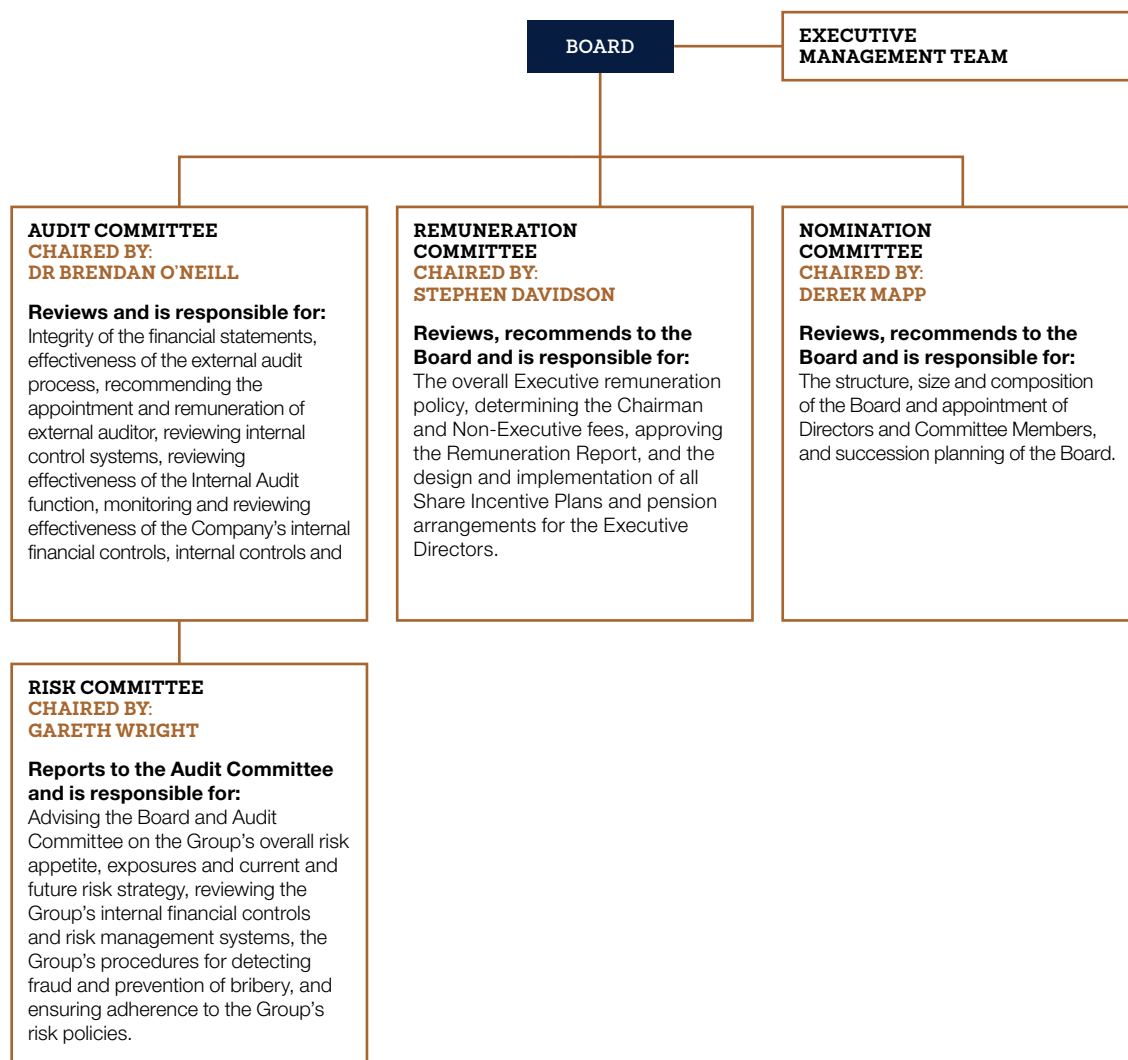 BOARD
EXECUTIVE
MANAGEMENT TEAM
AUDIT COMMITTEE
CHAIRED BY:
DR BRENDAN O'NEILL
Reviews and is responsible for:
Integrity of the financial statements,
effectiveness of the external audit
process, recommending the
appointment and remuneration of
external auditor, reviewing internal
control systems, reviewing
effectiveness of the Internal Audit
function, monitoring and reviewing
effectiveness of the Company's internal
financial controls, internal controls and
REMUNERATION
COMMITTEE
CHAIRED BY:
STEPHEN DAVIDSON
Reviews, recommends to the
Board and is responsible for:
The overall Executive remuneration
policy, determining the Chairman
and Non-Executive fees, approving
the Remuneration Report, and the
design and implementation of all
Share Incentive Plans and pension
arrangements for the Executive
Directors.
NOMINATION
COMMITTEE
CHAIRED BY:
DEREK MAPP
Reviews, recommends to the
Board and is responsible for:
The structure, size and composition
of the Board and appointment of
Directors and Committee Members,
and succession planning of the Board.
RISK COMMITTEE
CHAIRED BY:
GARETH WRIGHT
Reports to the Audit Committee
and is responsible for:
Advising the Board and Audit
Committee on the Group's overall risk
appetite, exposures and current and
future risk strategy, reviewing the
Group's internal financial controls
and risk management systems, the
Group's procedures for detecting
fraud and prevention of bribery, and
ensuring adherence to the Group's
risk policies.